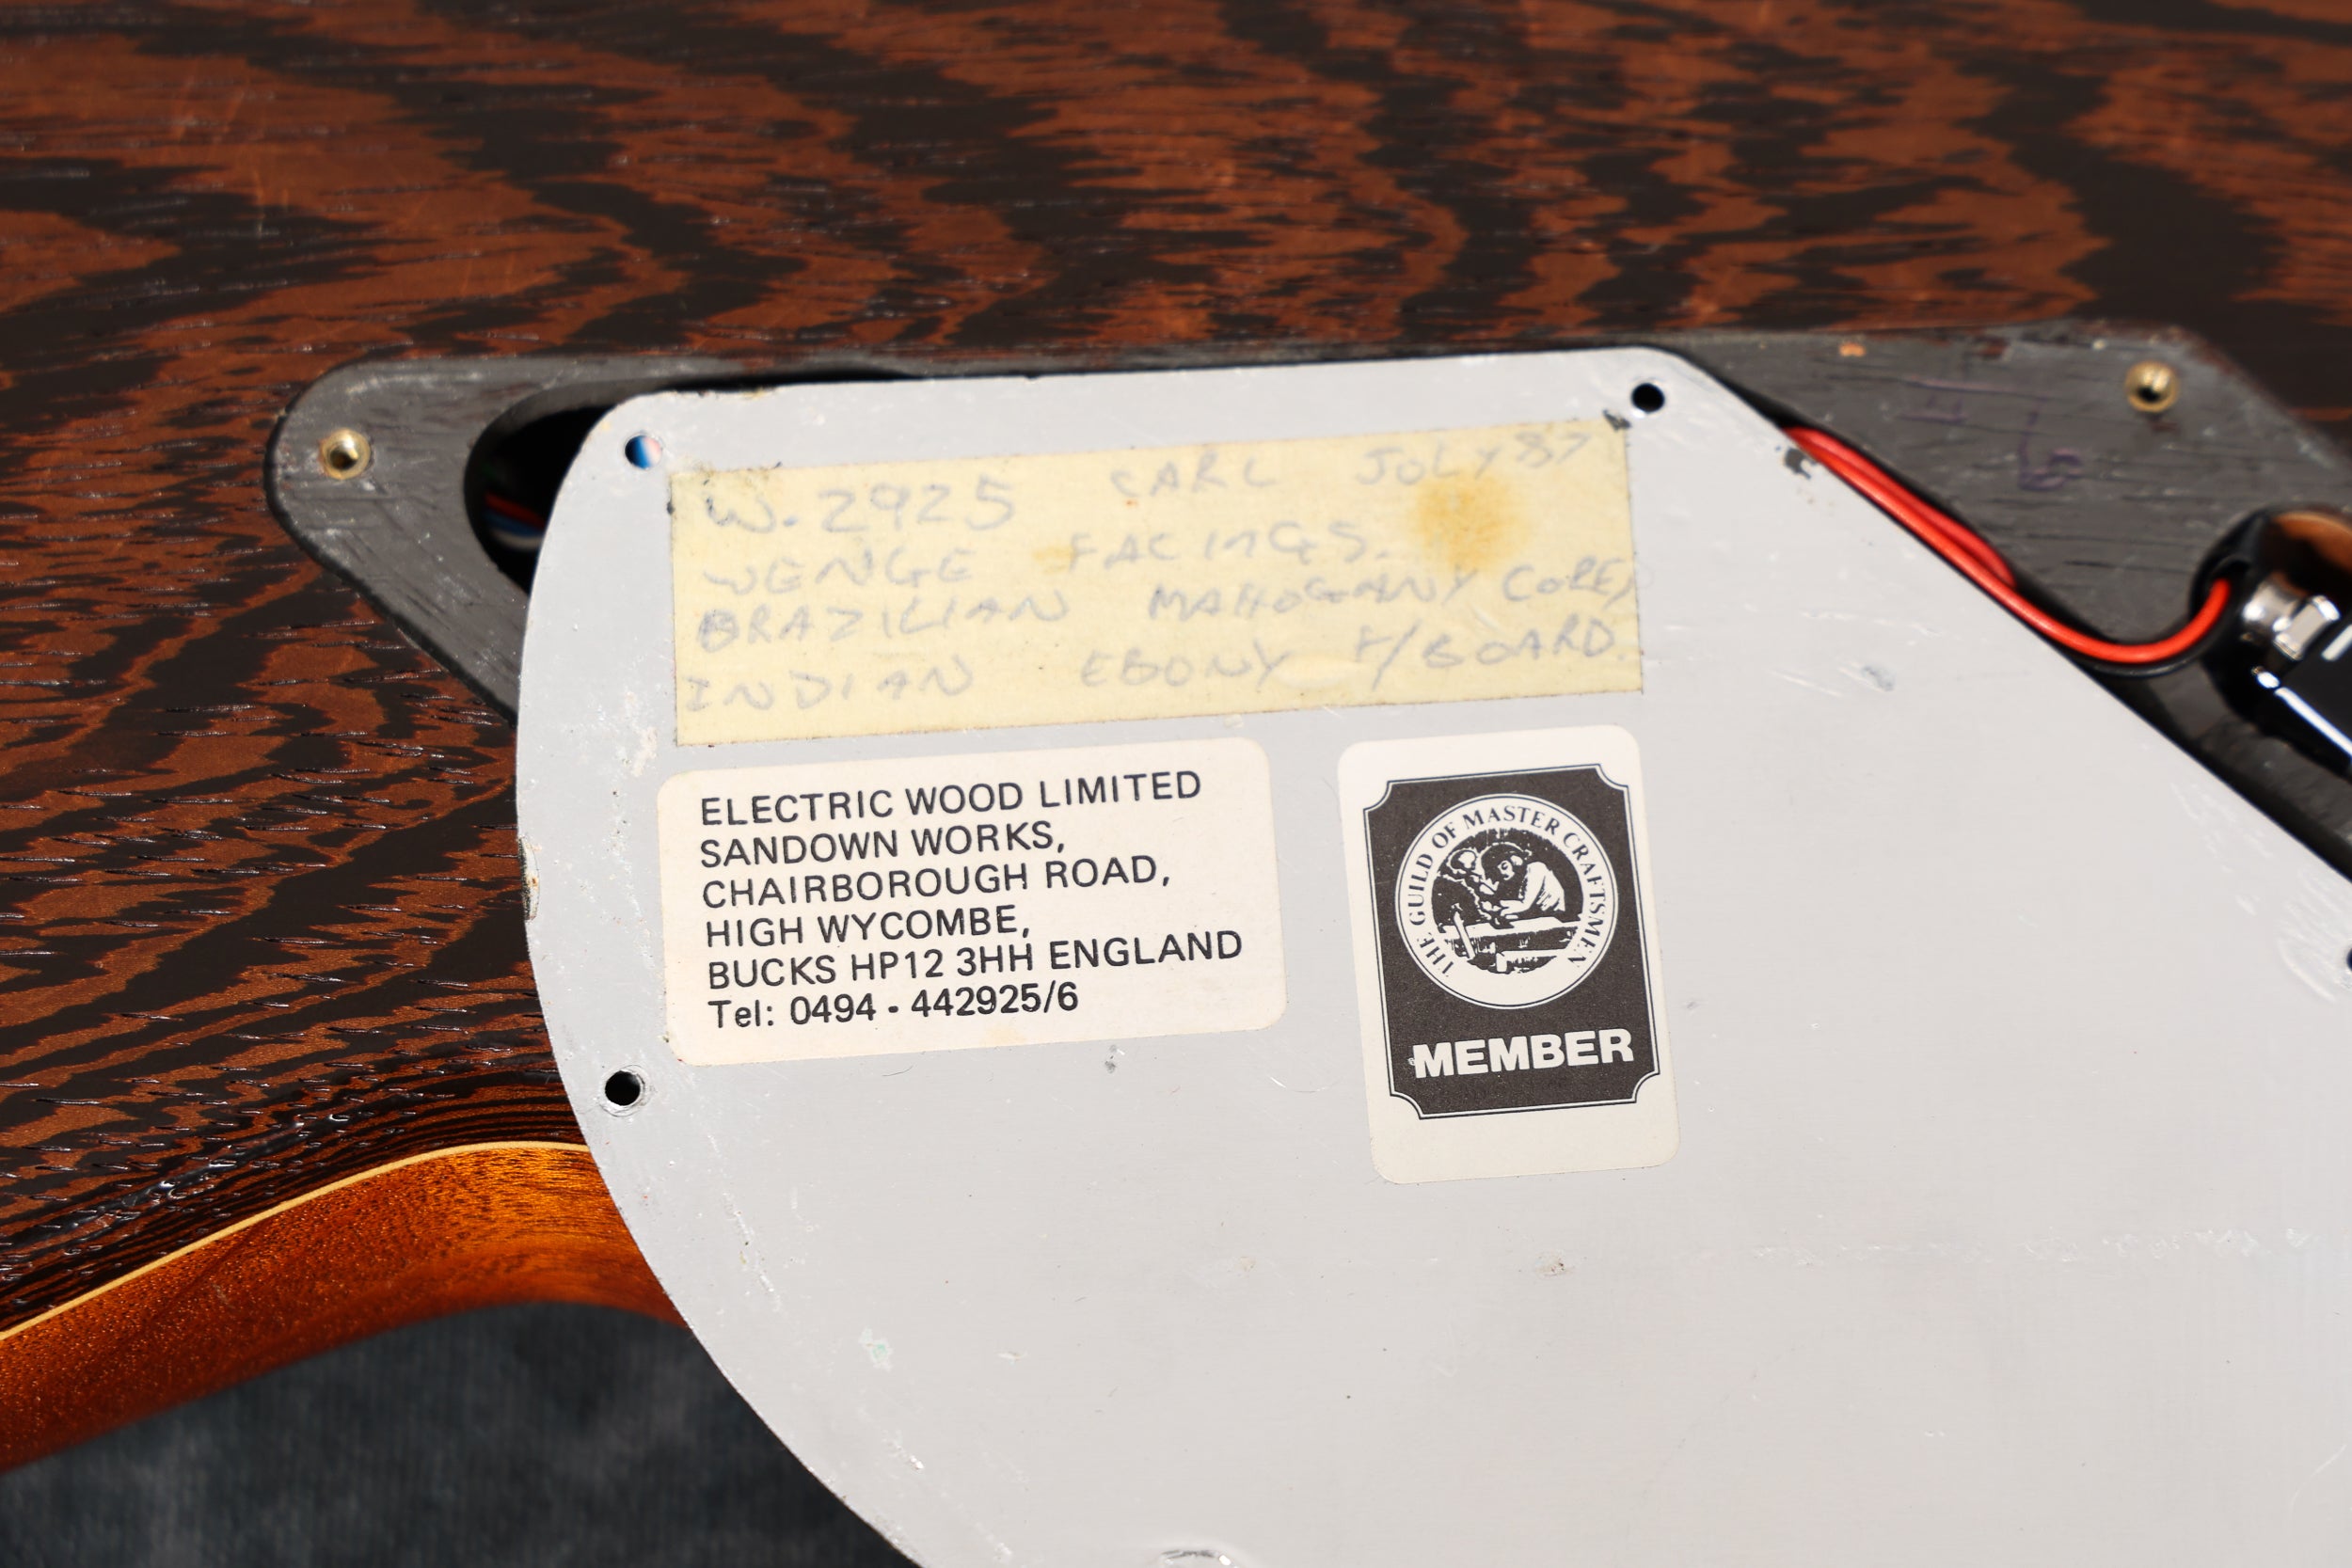 W. 2925 CARL JULY 87
WENGE FACINGS.
BRAZILIAN MAHOGANY CORE,
INDIAN EBONY F/BOARD.
ELECTRIC WOOD LIMITED
SANDOWN WORKS,
CHAIRBOROUGH ROAD,
HIGH WYCOMBE,
BUCKS HP12 3HH ENGLAND
Tel: 0494 - 442925/6
THE GUILD OF MASTER CRAFTSMEN
MEMBER